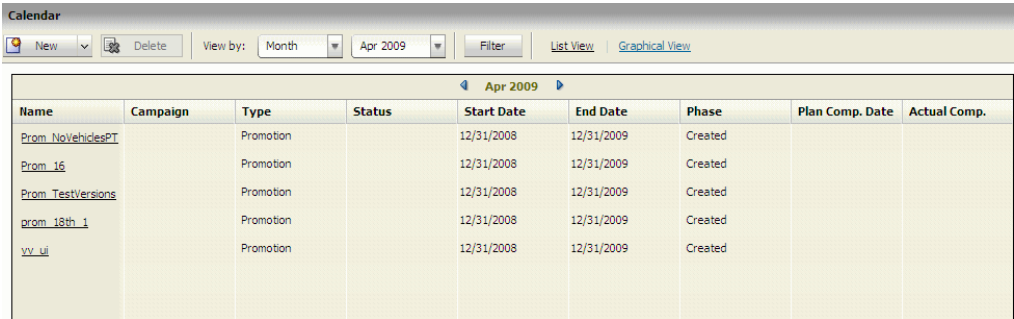 Calendar
New Delete View by: Month Apr 2009 Filter List View Graphical View
Apr 2009
Name Campaign Type Status Start Date End Date Phase Plan Comp. Date Actual Comp.
Prom_NoVehiclesPT Promotion 12/31/2008 12/31/2009 Created
Prom_16 Promotion 12/31/2008 12/31/2009 Created
Prom_TestVersions Promotion 12/31/2008 12/31/2009 Created
prom_18th_1 Promotion 12/31/2008 12/31/2009 Created
vv_ui Promotion 12/31/2008 12/31/2009 Created